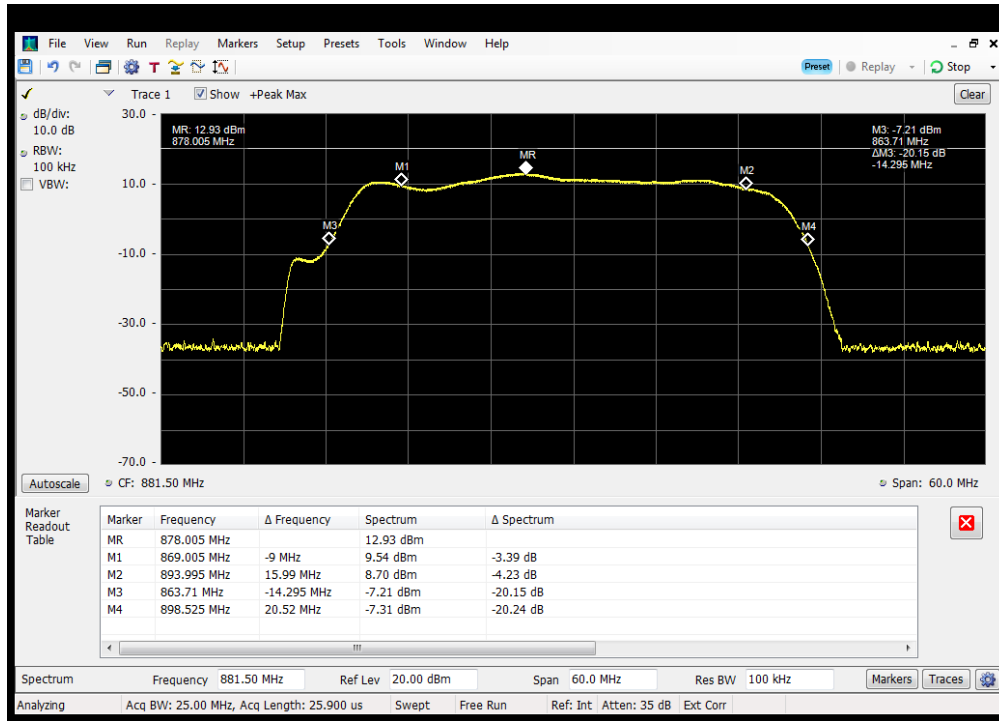 File View Run Replay Markers Setup Presets Tools Window Help
T Preset Replay Stop
Trace 1 Show +Peak Max Clear
dB/div:
10.0 dB
RBW:
100 kHz
VBW:
30.0 -
10.0 -
-10.0 -
-30.0 -
-50.0 -
-70.0 -
MR: 12.93 dBm
878.005 MHz
M3: -7.21 dBm
863.71 MHz
ΔM3: -20.15 dB
-14.295 MHz
MR
M1
M2
M3
M4
Autoscale CF: 881.50 MHz Span: 60.0 MHz
Marker
Readout
Table
Marker Frequency Δ Frequency Spectrum Δ Spectrum
MR 878.005 MHz 12.93 dBm
M1 869.005 MHz -9 MHz 9.54 dBm -3.39 dB
M2 893.995 MHz 15.99 MHz 8.70 dBm -4.23 dB
M3 863.71 MHz -14.295 MHz -7.21 dBm -20.15 dB
M4 898.525 MHz 20.52 MHz -7.31 dBm -20.24 dB
Spectrum Frequency 881.50 MHz Ref Lev 20.00 dBm Span 60.0 MHz Res BW 100 kHz Markers Traces
Analyzing Acq BW: 25.00 MHz, Acq Length: 25.900 us Swept Free Run Ref: Int Atten: 35 dB Ext Corr